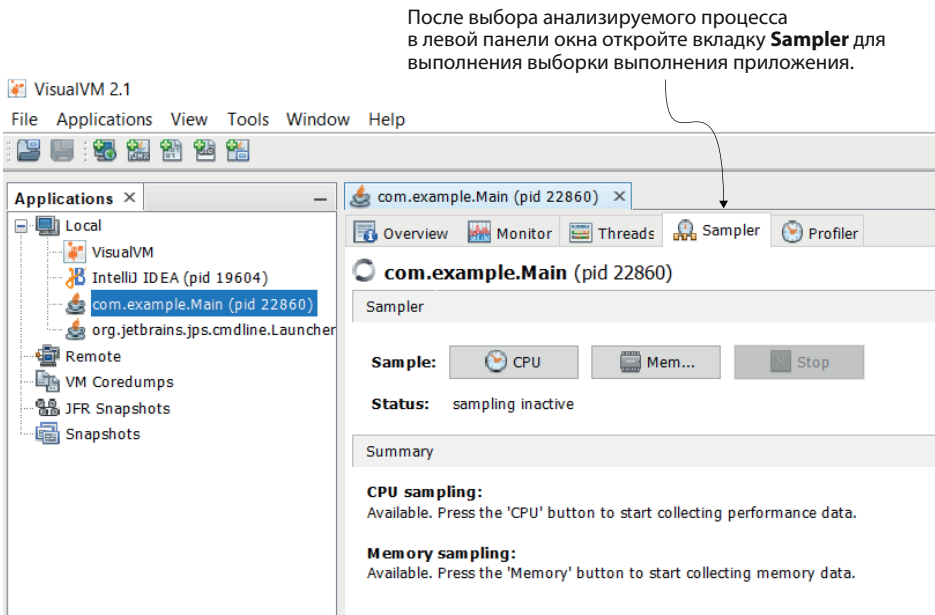 После выбора анализируемого процесса
в левой панели окна откройте вкладку Sampler для
выполнения выборки выполнения приложения.
VisualVM 2.1
File Applications View Tools Window Help
Applications
Local
VisualVM
IntelliJ IDEA (pid 19604)
com.example.Main (pid 22860)
org.jetbrains.jps.cmdline.Launcher
Remote
VM Coredumps
JFR Snapshots
Snapshots
com.example.Main (pid 22860)
Overview Monitor Threads Sampler Profiler
com.example.Main (pid 22860)
Sampler
Sample: CPU Mem... Stop
Status: sampling inactive
Summary
CPU sampling:
Available. Press the 'CPU' button to start collecting performance data.
Memory sampling:
Available. Press the 'Memory' button to start collecting memory data.